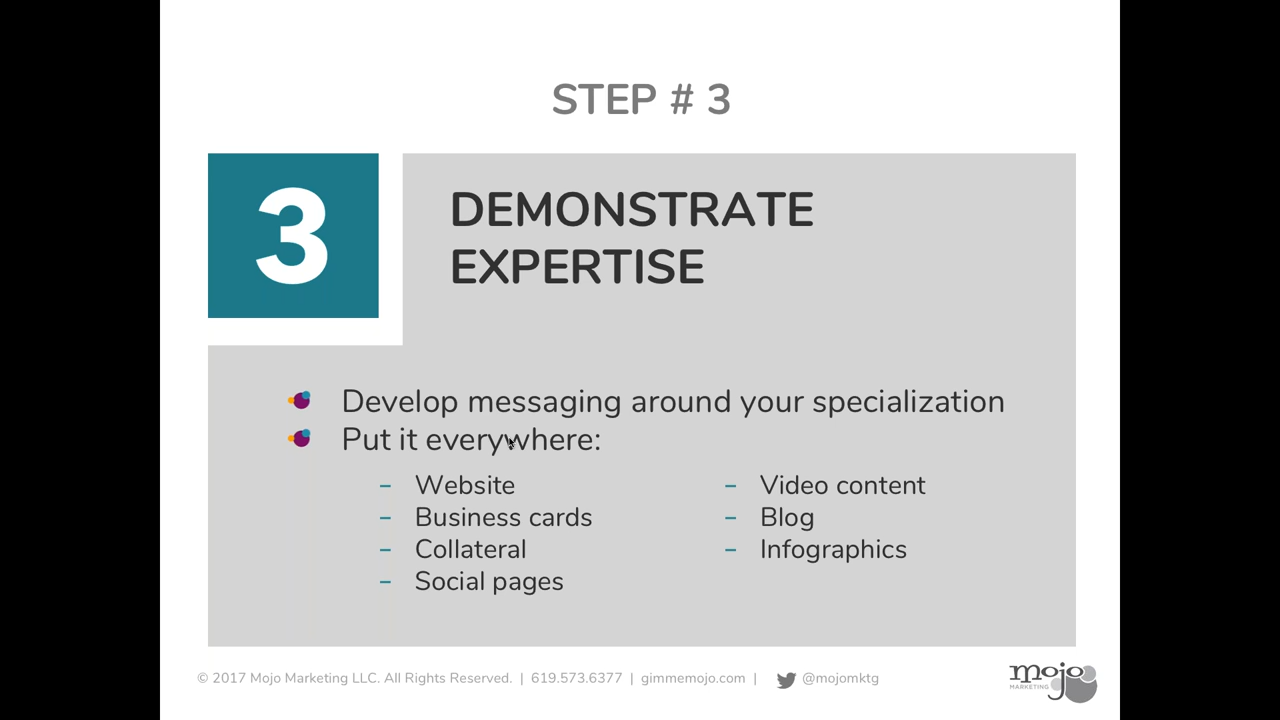 STEP # 3
3
DEMONSTRATE
EXPERTISE
Develop messaging around your specialization
Put it everywhere:
– Website
– Business cards
– Collateral
– Social pages
– Video content
– Blog
– Infographics
© 2017 Mojo Marketing LLC. All Rights Reserved. | 619.573.6377 | gimmemojo.com | @mojomktg
mojo
MARKETING